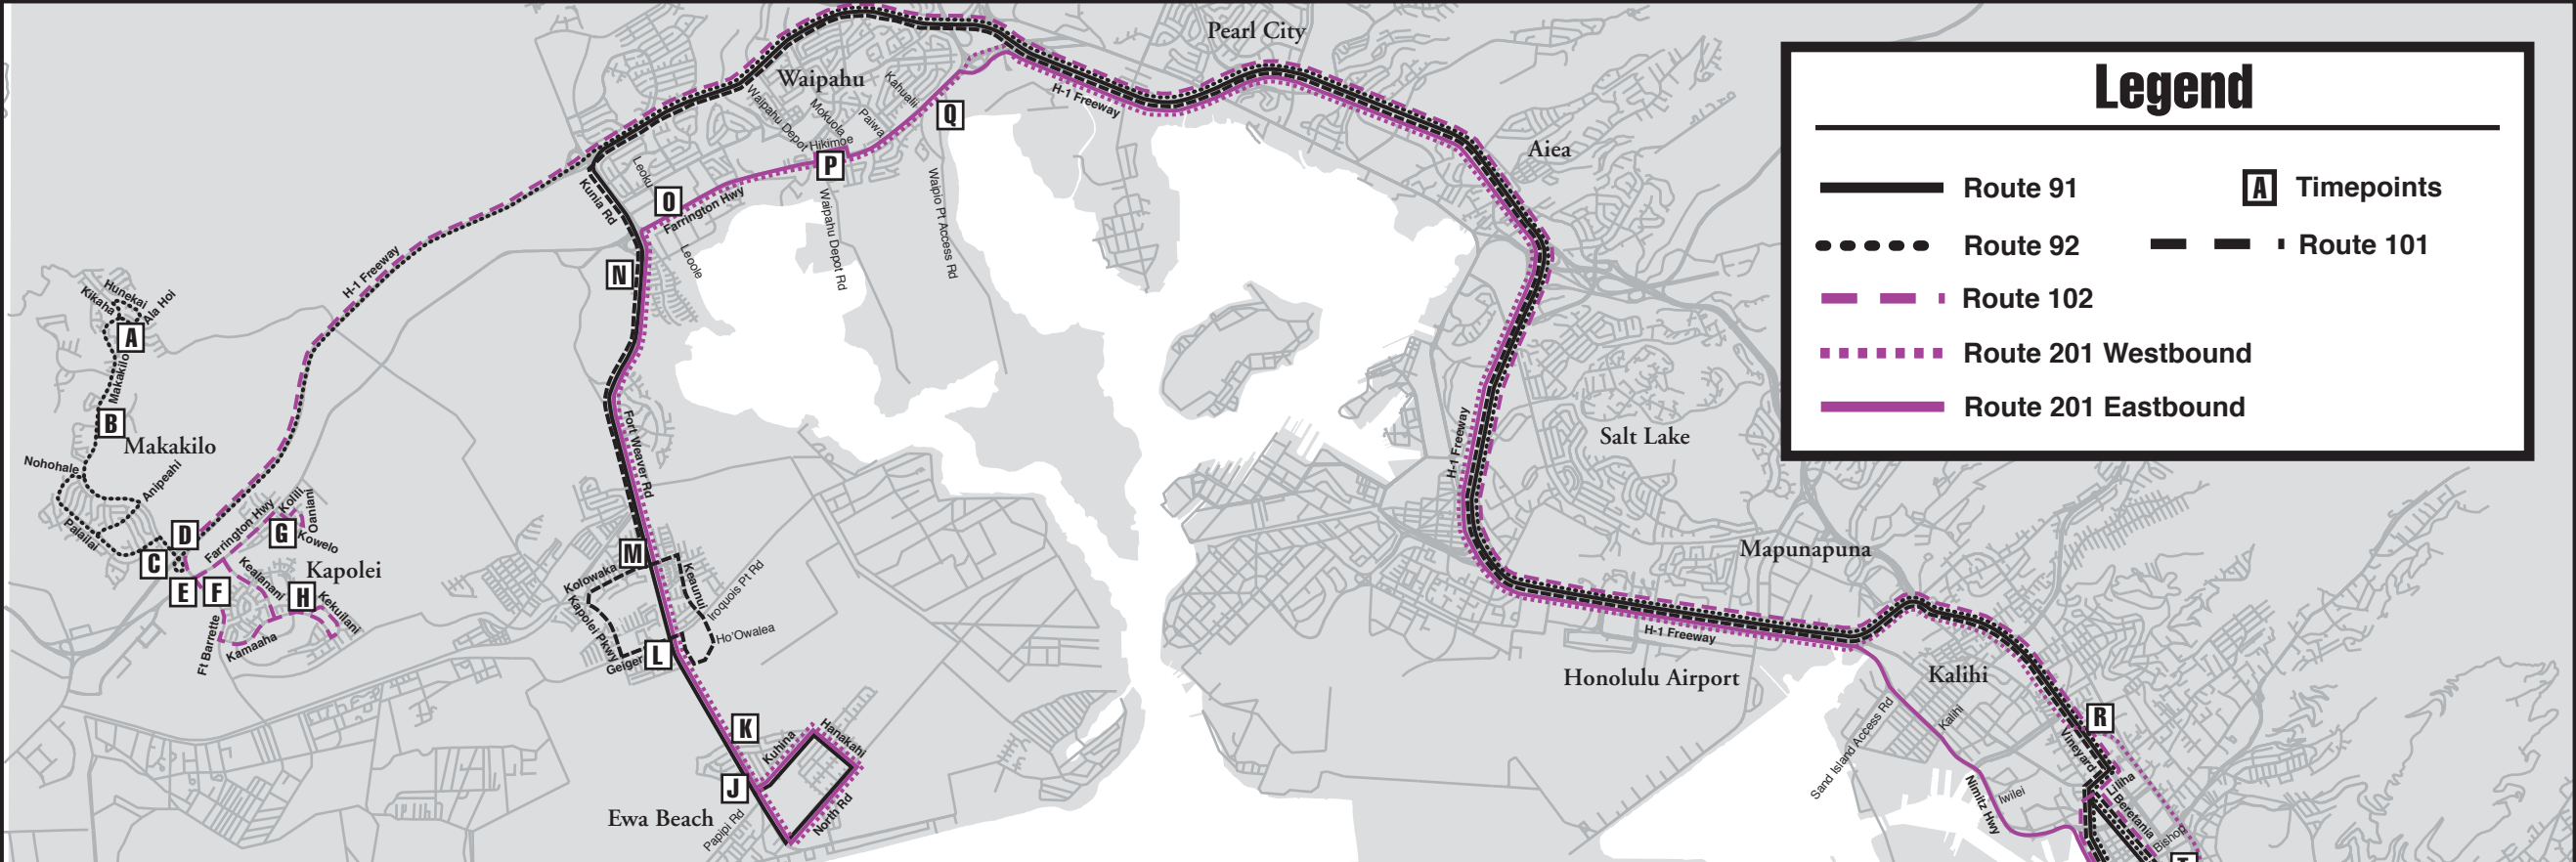 Pearl City
Legend
Route 91
A
Timepoints
Route 92
Route 101
Route 102
Route 201 Westbound
Route 201 Eastbound
Waipahu
Kahualii
Waipahu Depot
Mokuola
Paiwa
Hikimoe
Q
P
H-1 Freeway
Aiea
Leoku
O
Farrington Hwy
Kunia Rd
Waipahu Depot Rd
Waipio Pt Access Rd
Leoole
N
H-1 Freeway
Hunekai
Kikaha
Ala Hoi
A
Makakilo
B
Makakilo
Nohohale
Anipeahi
Palailai
Fort Weaver Rd
H-1 Freeway
Salt Lake
D
C
E
F
Farrington Hwy
Kolili
Oaniani
G
Kowelo
Kapolei
Kealanani
H
Kekuilani
Ft Barrette
Kamaaha
M
Kolowaka
Kapolei Pkwy
Keaunui
Iroquois Pt Rd
Ho'Owalea
Geiger
L
Mapunapuna
H-1 Freeway
Honolulu Airport
Kalihi
K
Kuhina
Hanakahi
J
Ewa Beach
Papipi Rd
North Rd
Sand Island Access Rd
Kalihi
R
Vineyard
Liliha
Nimitz Hwy
Iwilei
Beretania
Bishop